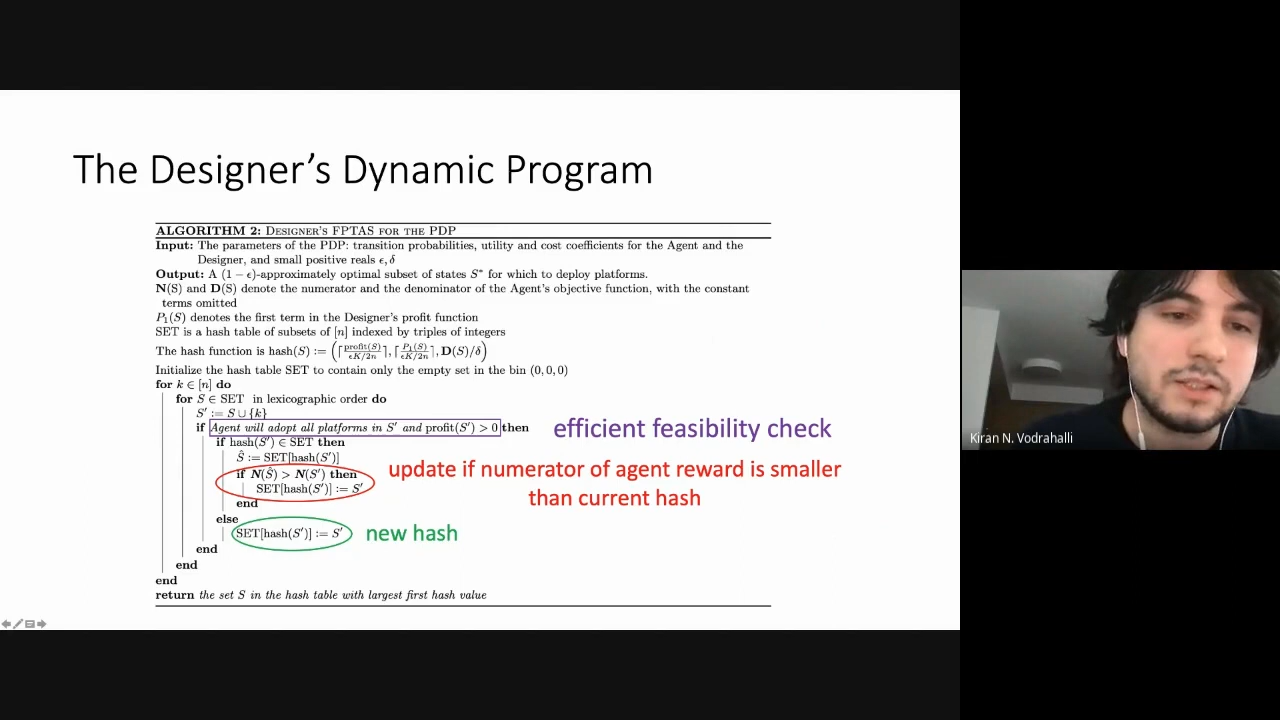 The Designer's Dynamic Program
ALGORITHM 2: DESIGNER'S FPTAS FOR THE PDP
Input: The parameters of the PDP: transition probabilities, utility and cost coefficients for the Agent and the
Designer, and small positive reals ϵ, δ
Output: A (1 − ϵ)-approximately optimal subset of states S* for which to deploy platforms.
N(S) and D(S) denote the numerator and the denominator of the Agent's objective function, with the constant
terms omitted
P₁(S) denotes the first term in the Designer's profit function
SET is a hash table of subsets of [n] indexed by triples of integers
The hash function is hash(S) := (⌈profit(S)/ϵK/2n⌉, ⌈P₁(S)/ϵK/2n⌉, D(S)/δ)
Initialize the hash table SET to contain only the empty set in the bin (0, 0, 0)
for k ∈ [n] do
for S ∈ SET in lexicographic order do
S′ := S ∪ {k}
if Agent will adopt all platforms in S′ and profit(S′) > 0 then efficient feasibility check
if hash(S′) ∈ SET then
Ŝ := SET[hash(S′)]
if N(Ŝ) > N(S′) then update if numerator of agent reward is smaller
SET[hash(S′)] := S′ than current hash
end
else
SET[hash(S′)] := S′ new hash
end
end
end
return the set S in the hash table with largest first hash value
Kiran N. Vodrahalli